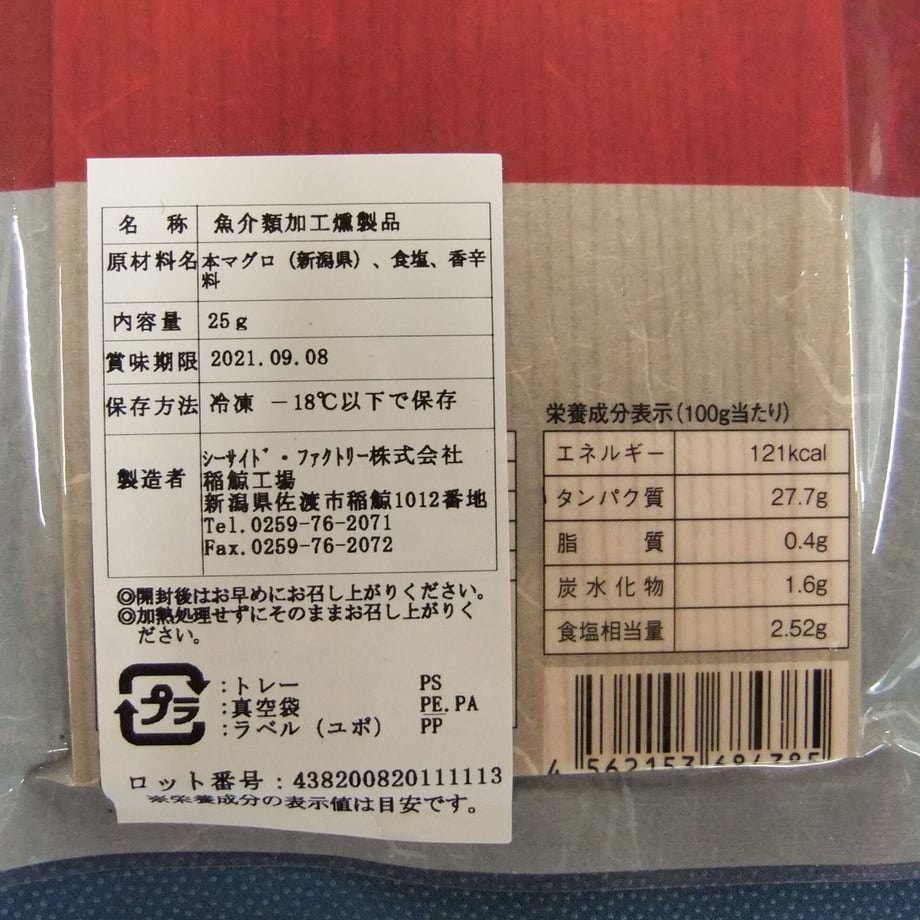 名 称 魚介類加工燻製品
原材料名 本マグロ（新潟県）、食塩、香辛
料
内容量 25g
賞味期限 2021.09.08
保存方法 冷凍 －18℃以下で保存
製造者
ｼｰｻｲﾄﾞ・ﾌｧｸﾄﾘｰ株式会社
稲鯨工場
新潟県佐渡市稲鯨1012番地
Tel.0259-76-2071
Fax.0259-76-2072
◎開封後はお早めにお召し上がりください。
◎加熱処理せずにそのままお召し上がりく
ださい。
プラ
：トレー PS
：真空袋 PE.PA
：ラベル（ユポ） PP
ロット番号：438200820111113
※栄養成分の表示値は目安です。
栄養成分表示(100g当たり)
エネルギー 121kcal
タンパク質 27.7g
脂 質 0.4g
炭水化物 1.6g
食塩相当量 2.52g
4 562153 684385